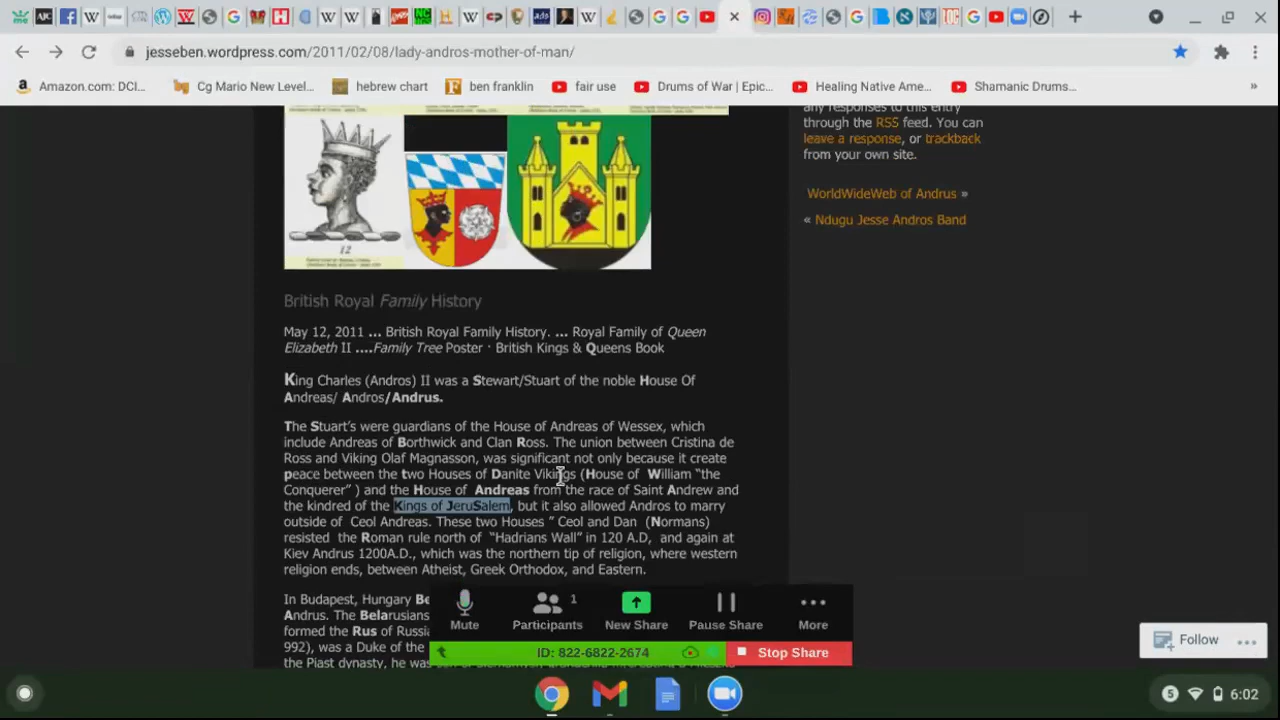 jesseben.wordpress.com/2011/02/08/lady-andros-mother-of-man/
Amazon.com: DCI...
Cg Mario New Level...
hebrew chart
ben franklin
fair use
Drums of War | Epic...
Healing Native Ame...
Shamanic Drums...
»
12
any responses to this entry
through the RSS feed. You can
leave a response, or trackback
from your own site.
WorldWideWeb of Andrus »
« Ndugu Jesse Andros Band
British Royal Family History
May 12, 2011 ... British Royal Family History. ... Royal Family of Queen
Elizabeth II ....Family Tree Poster · British Kings & Queens Book
King Charles (Andros) II was a Stewart/Stuart of the noble House Of
Andreas/ Andros/Andrus.
The Stuart's were guardians of the House of Andreas of Wessex, which
include Andreas of Borthwick and Clan Ross. The union between Cristina de
Ross and Viking Olaf Magnasson, was significant not only because it create
peace between the two Houses of Danite Vikings (House of William "the
Conquerer" ) and the House of Andreas from the race of Saint Andrew and
the kindred of the Kings of JeruSalem, but it also allowed Andros to marry
outside of Ceol Andreas. These two Houses " Ceol and Dan (Normans)
resisted the Roman rule north of "Hadrians Wall" in 120 A.D, and again at
Kiev Andrus 1200A.D., which was the northern tip of religion, where western
religion ends, between Atheist, Greek Orthodox, and Eastern.
In Budapest, Hungary Be
Andrus. The Belarusians
formed the Rus of Russia
992), was a Duke of the
the Piast dynasty, he was
Mute
Participants
1
New Share
Pause Share
More
ID: 822-6822-2674
Stop Share
Follow
5
6:02